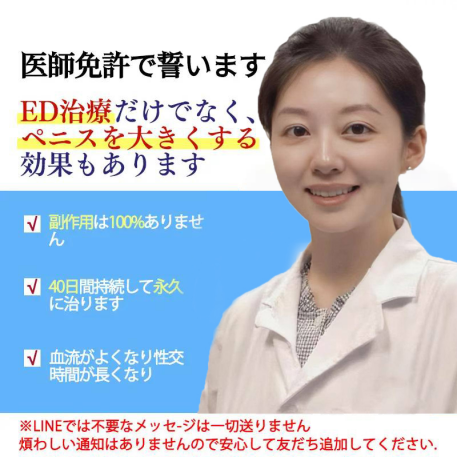 医師免許で誓います
ED治療だけでなく、
ペニスを大きくする
効果もあります
√ 副作用は100%ありませ
ん
√ 40日間持続して永久
に治ります
√ 血流がよくなり性交
時間が長くなり
※LINEでは不要なメッセ-ジは一切送りません
煩わしい通知はありませんので安心して友だち追加してください.